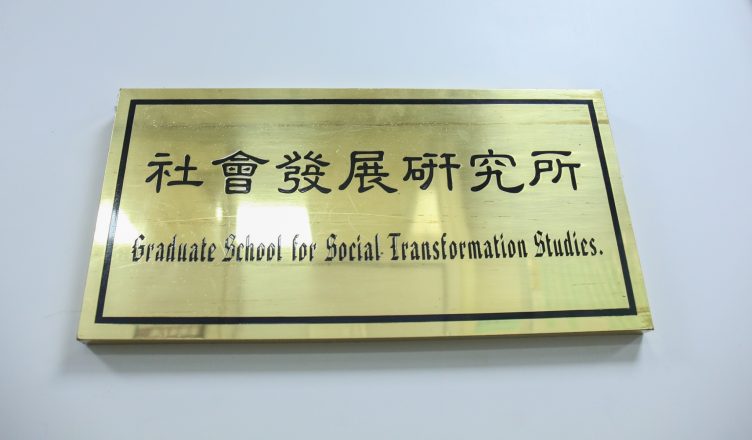 社會發展研究所
Graduate School for Social Transformation Studies.